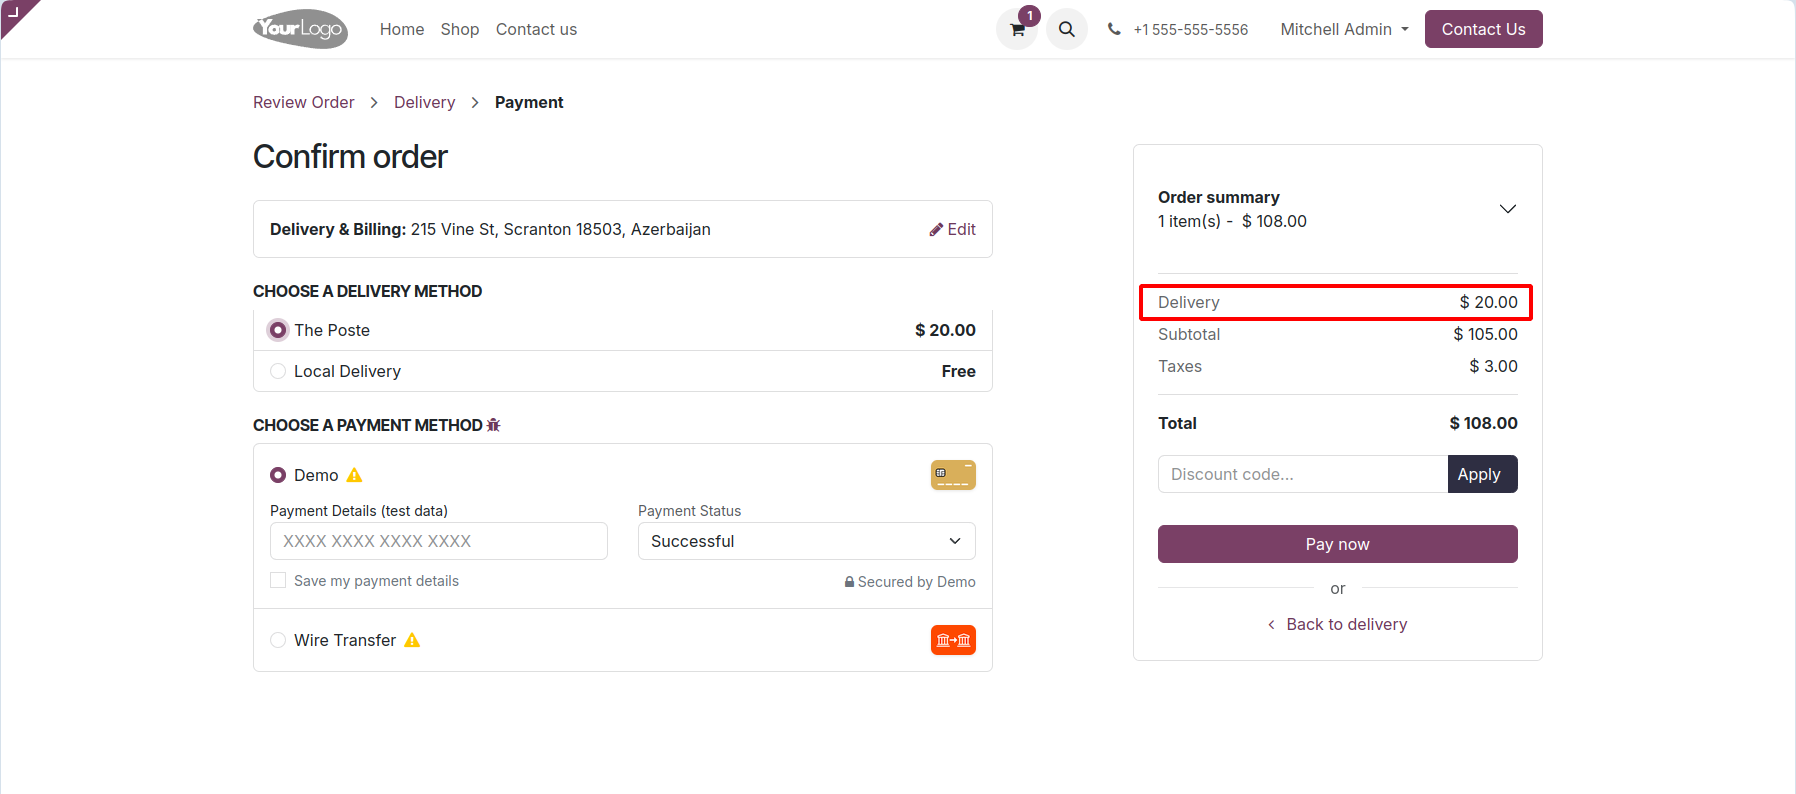 YourLogo
Home
Shop
Contact us
1
+1 555-555-5556
Mitchell Admin
Contact Us
Review Order > Delivery > Payment
Confirm order
Delivery & Billing: 215 Vine St, Scranton 18503, Azerbaijan
Edit
CHOOSE A DELIVERY METHOD
The Poste
$ 20.00
Local Delivery
Free
CHOOSE A PAYMENT METHOD
Demo
Payment Details (test data)
XXXX XXXX XXXX XXXX
Payment Status
Successful
Save my payment details
Secured by Demo
Wire Transfer
Order summary
1 item(s) - $ 108.00
Delivery $ 20.00
Subtotal $ 105.00
Taxes $ 3.00
Total $ 108.00
Discount code...
Apply
Pay now
or
Back to delivery